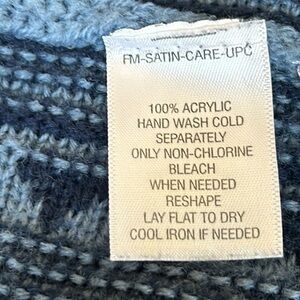 FM-SATIN-CARE-UPC
100% ACRYLIC
HAND WASH COLD
SEPARATELY
ONLY NON-CHLORINE
BLEACH
WHEN NEEDED
RESHAPE
LAY FLAT TO DRY
COOL IRON IF NEEDED